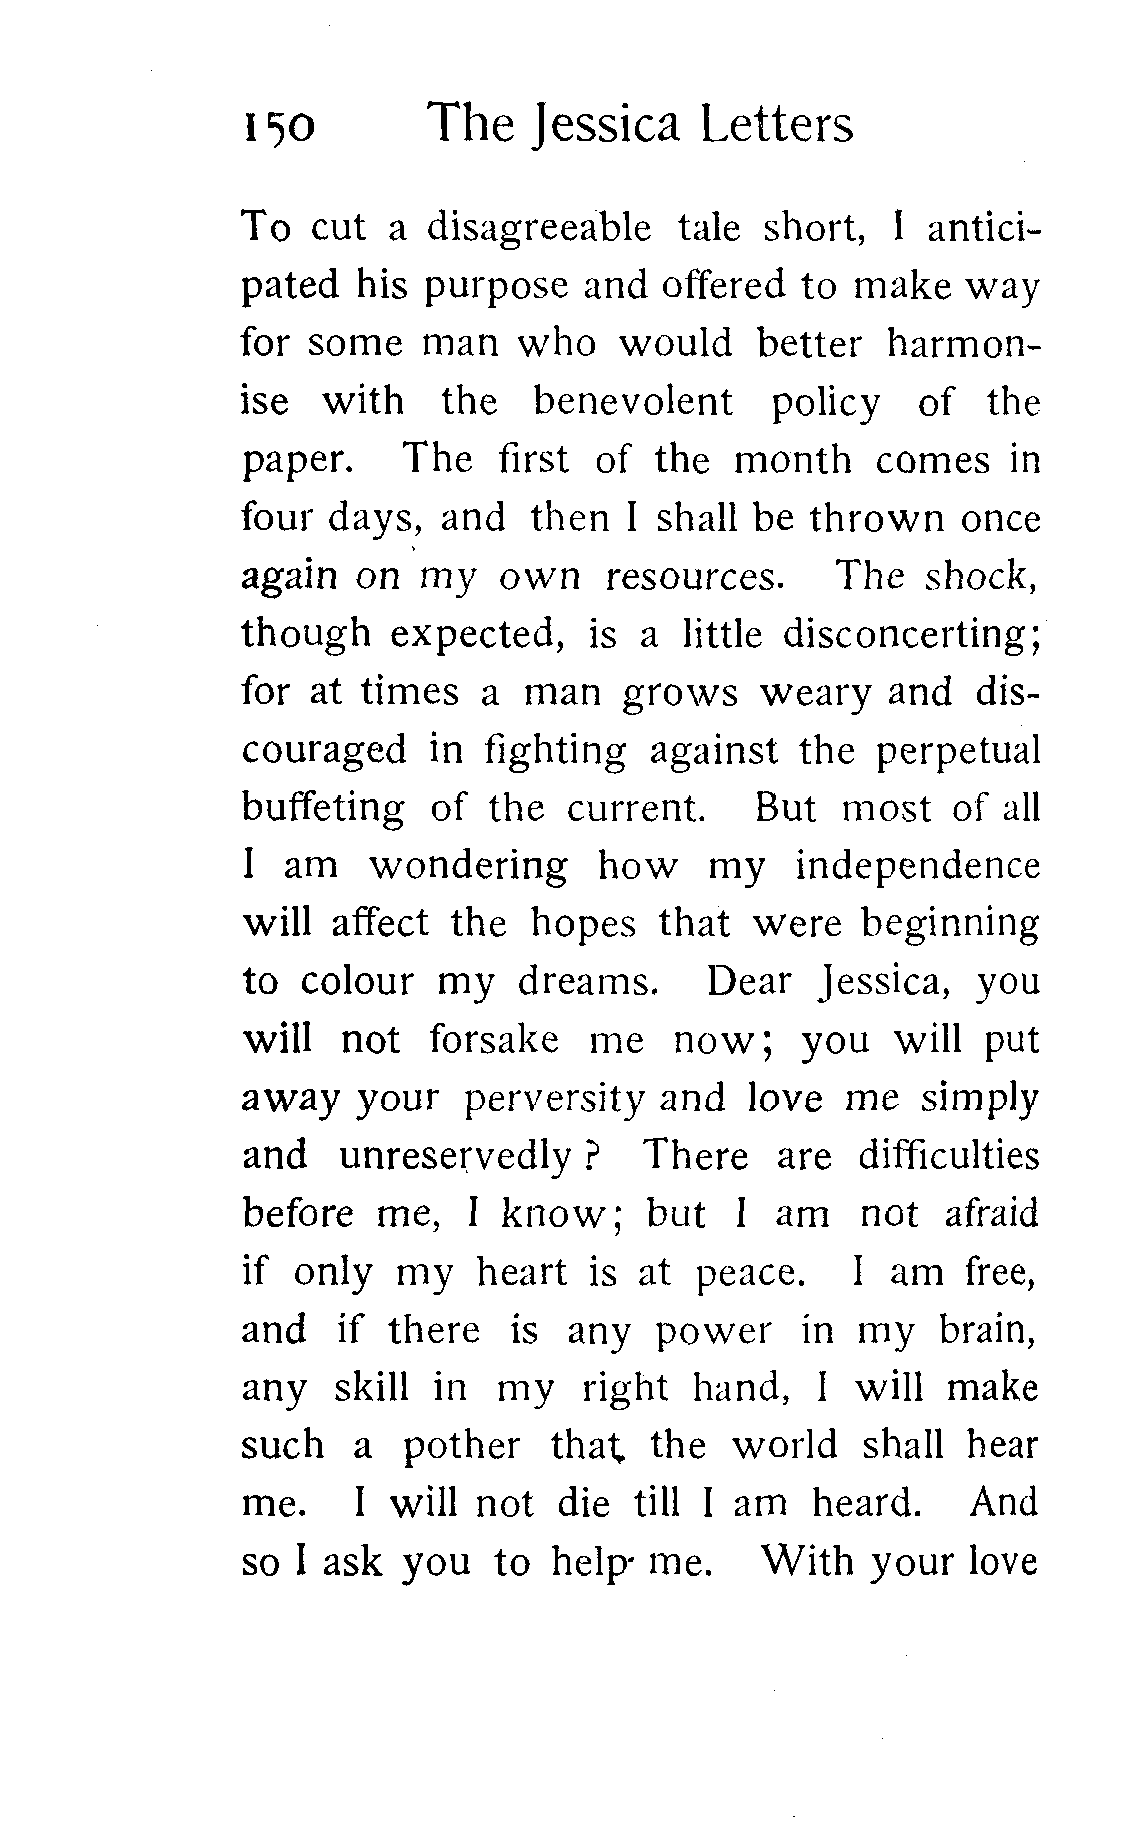 150 The Jessica Letters
To cut a disagreeable tale short, I antici-
pated his purpose and offered to make way
for some man who would better harmon-
ise with the benevolent policy of the
paper. The first of the month comes in
four days, and then I shall be thrown once
again on my own resources. The shock,
though expected, is a little disconcerting;
for at times a man grows weary and dis-
couraged in fighting against the perpetual
buffeting of the current. But most of all
I am wondering how my independence
will affect the hopes that were beginning
to colour my dreams. Dear Jessica, you
will not forsake me now; you will put
away your perversity and love me simply
and unreservedly? There are difficulties
before me, I know; but I am not afraid
if only my heart is at peace. I am free,
and if there is any power in my brain,
any skill in my right hand, I will make
such a pother that the world shall hear
me. I will not die till I am heard. And
so I ask you to help me. With your love